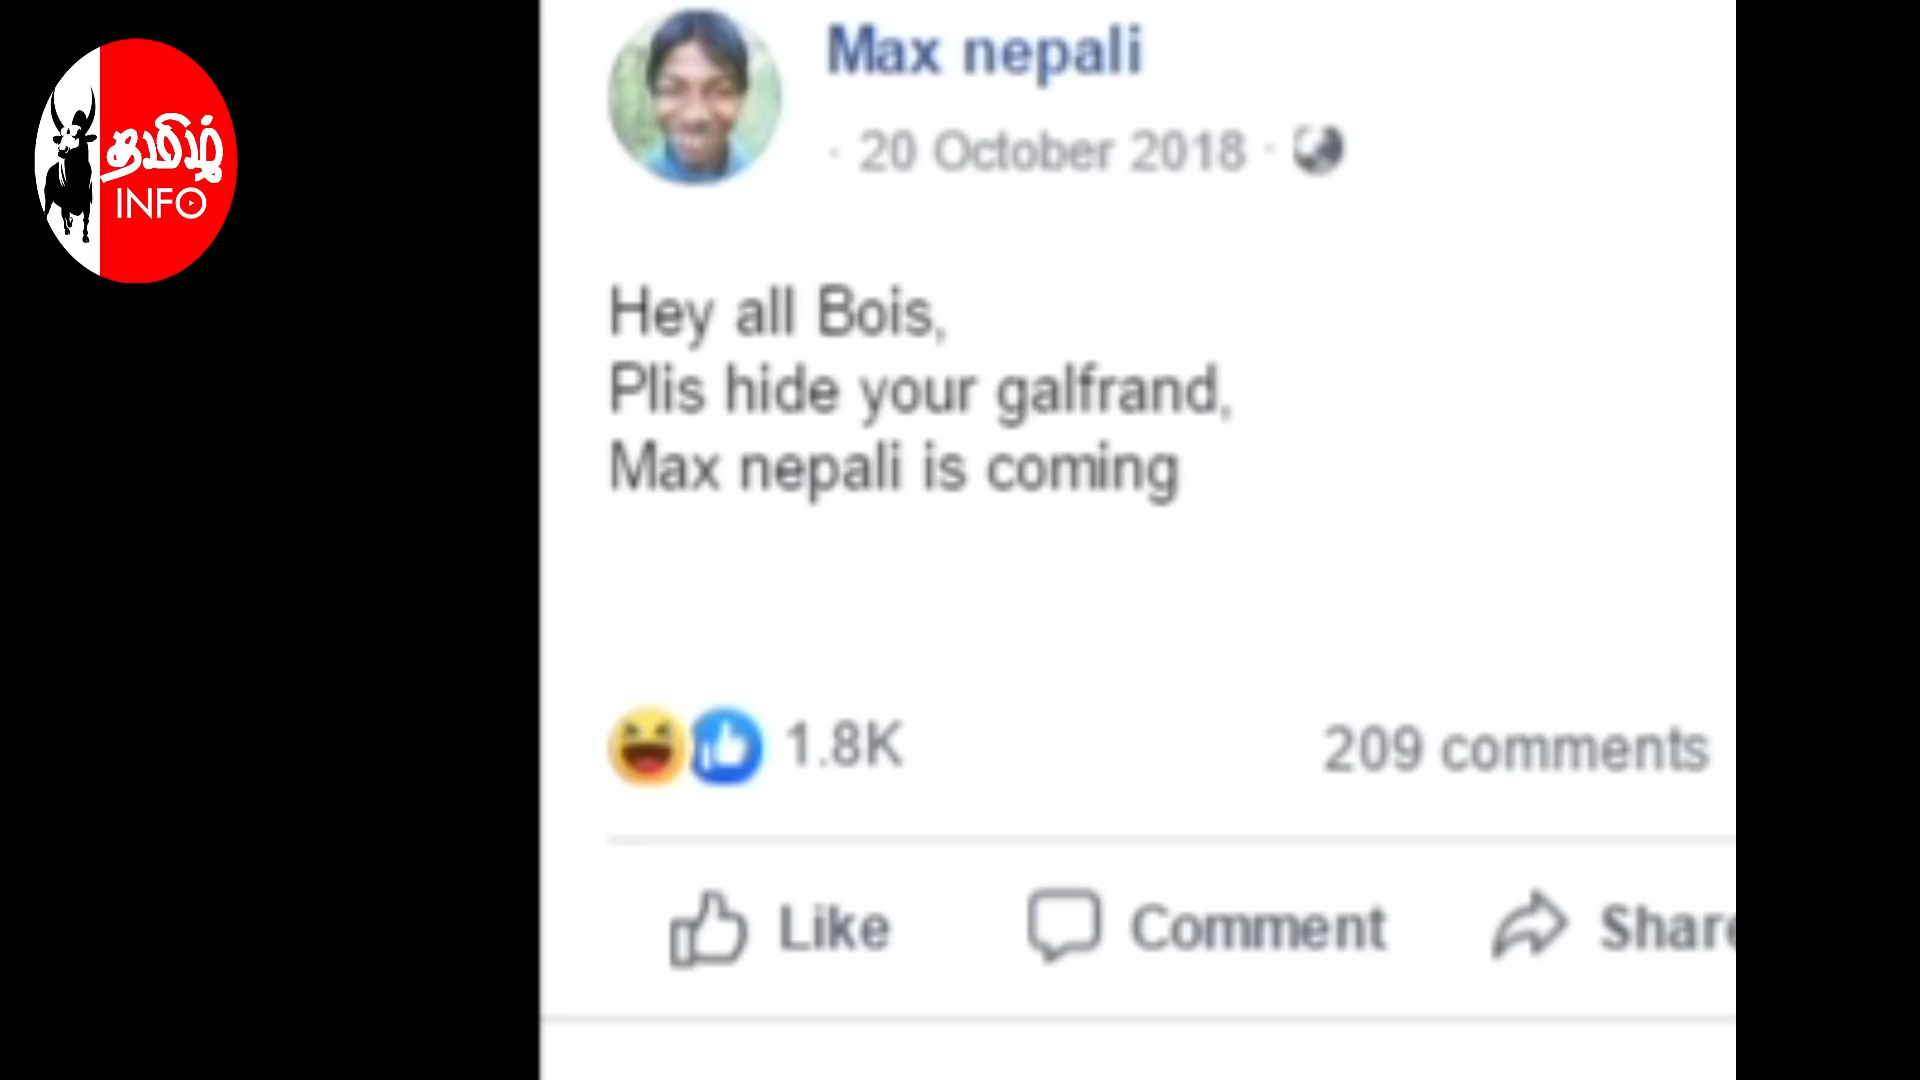 தமிழ்
INFO
Max nepali
· 20 October 2018 ·
Hey all Bois,
Plis hide your galfrand,
Max nepali is coming
1.8K
209 comments
Like
Comment
Share